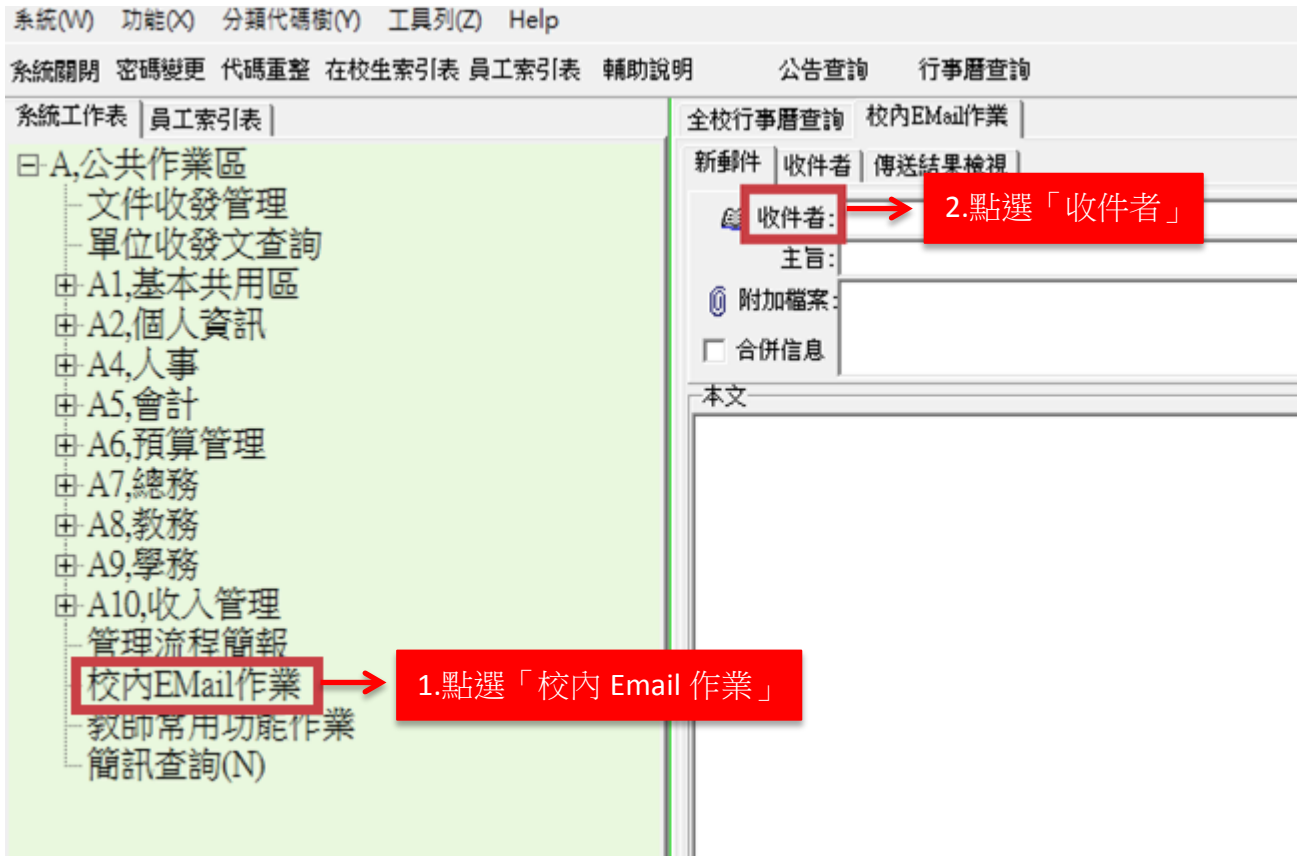 系統(W) 功能(X) 分類代碼樹(Y) 工具列(Z) Help
系統關閉 密碼變更 代碼重整 在校生索引表 員工索引表 輔助說明 公告查詢 行事曆查詢
系統工作表 員工索引表
A,公共作業區
文件收發管理
單位收發文查詢
A1,基本共用區
A2,個人資訊
A4,人事
A5,會計
A6,預算管理
A7,總務
A8,教務
A9,學務
A10,收入管理
管理流程簡報
校內EMail作業
1.點選「校內 Email 作業」
教師常用功能作業
簡訊查詢(N)
全校行事曆查詢 校內EMail作業
新郵件 收件者 傳送結果檢視
收件者:
2.點選「收件者」
主旨:
附加檔案:
合併信息
本文